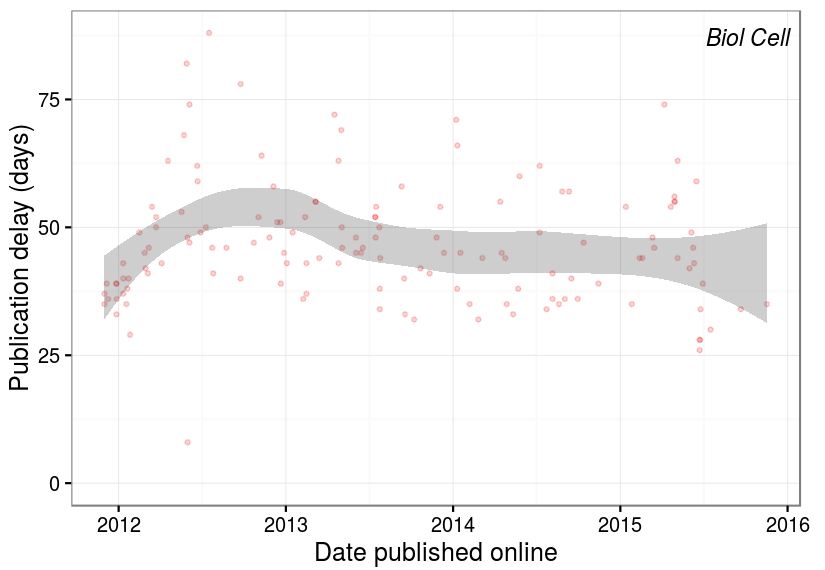 Biol Cell
Publication delay (days)
75
50
25
0
2012 2013 2014 2015 2016
Date published online